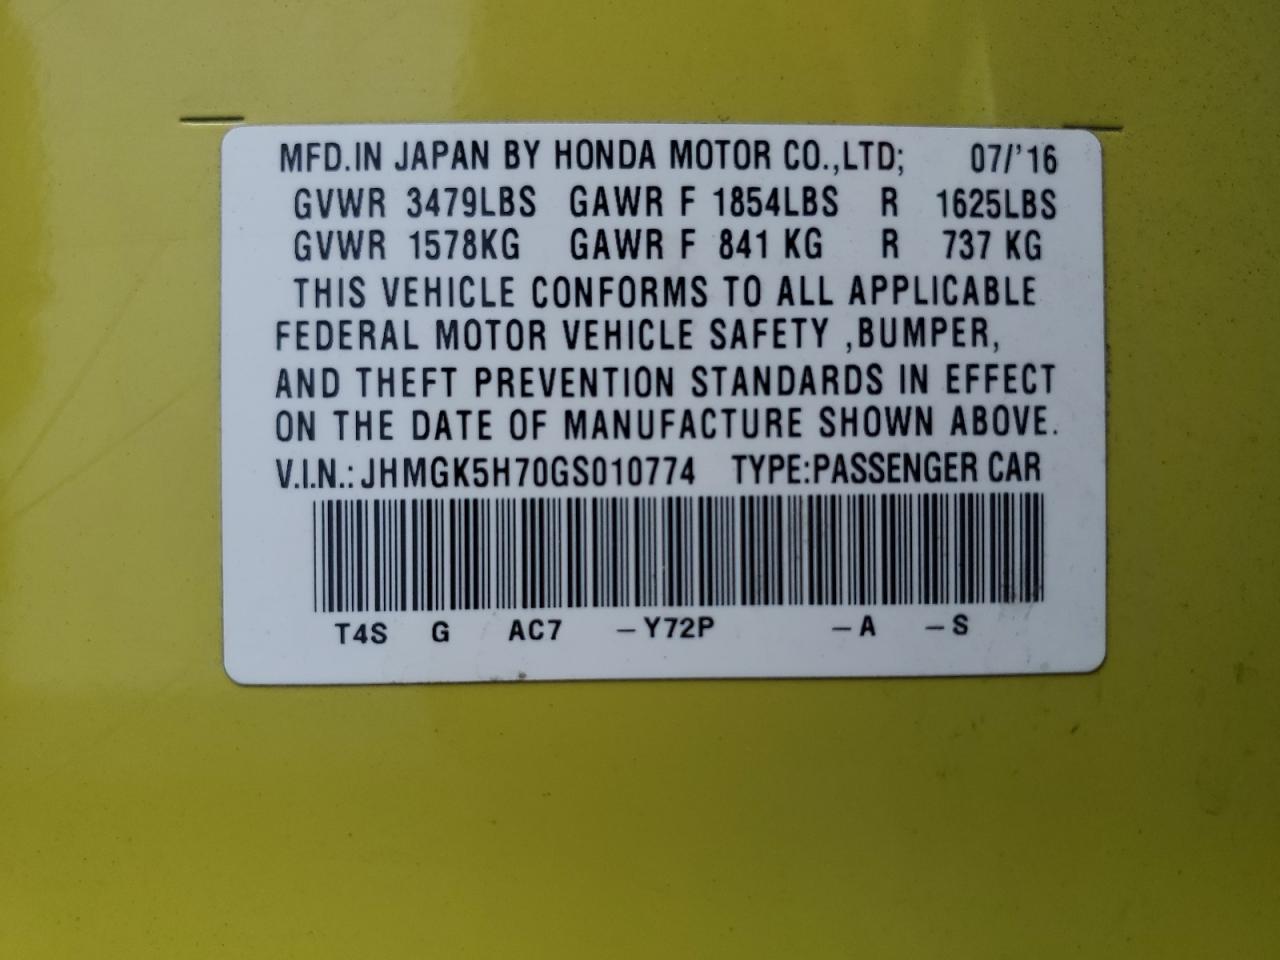 MFD.IN JAPAN BY HONDA MOTOR CO.,LTD; 07/'16
GVWR 3479LBS GAWR F 1854LBS R 1625LBS
GVWR 1578KG GAWR F 841 KG R 737 KG
THIS VEHICLE CONFORMS TO ALL APPLICABLE
FEDERAL MOTOR VEHICLE SAFETY ,BUMPER,
AND THEFT PREVENTION STANDARDS IN EFFECT
ON THE DATE OF MANUFACTURE SHOWN ABOVE.
V.I.N.: JHMGK5H70GS010774 TYPE:PASSENGER CAR
T4S G AC7 –Y72P –A –S